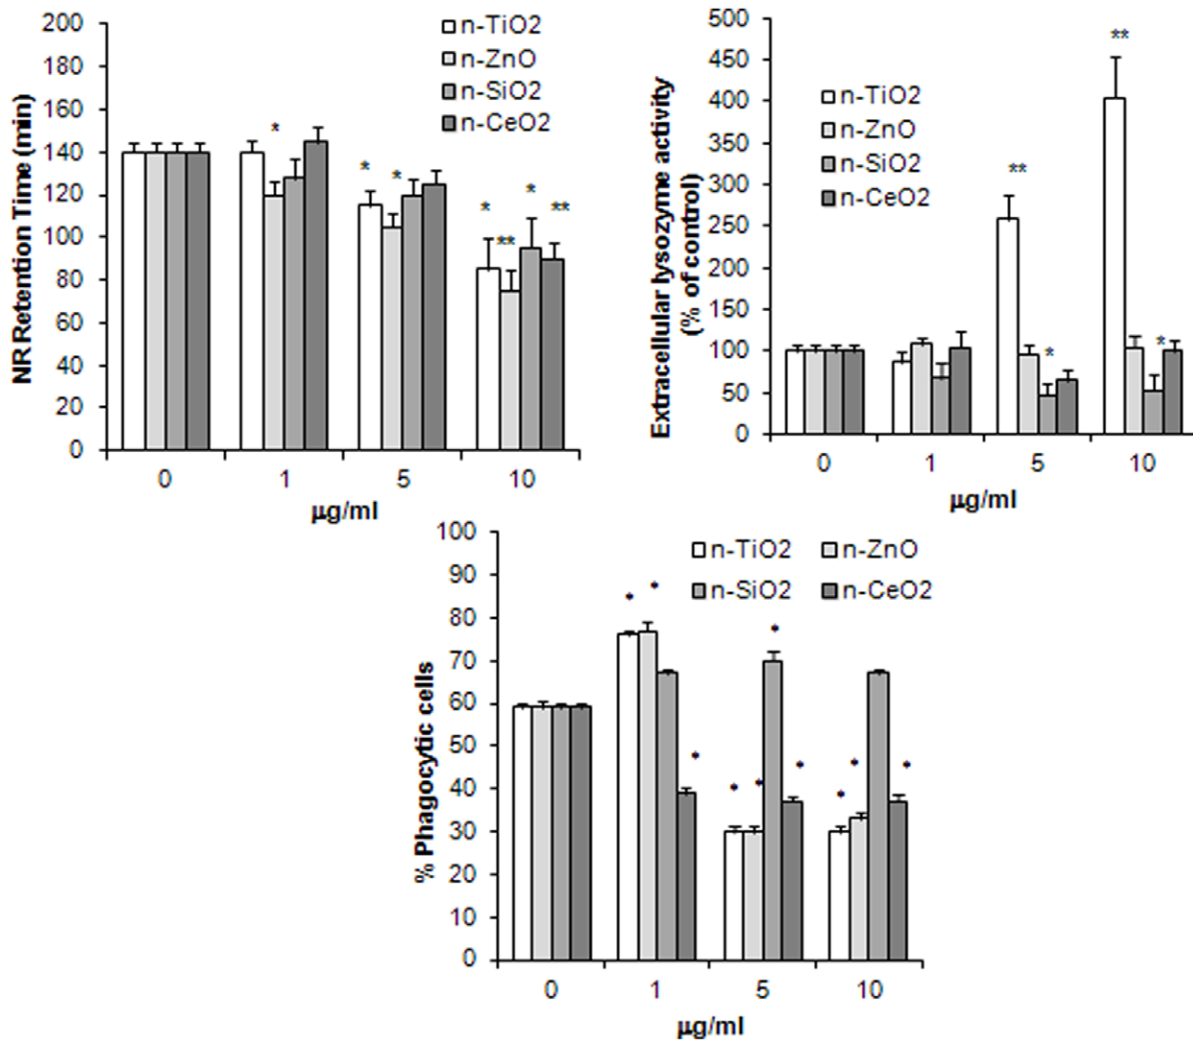 200
180
160
140
120
100
80
60
40
20
0
NR Retention Time (min)
n-TiO2
n-ZnO
n-SiO2
n-CeO2
*
*
*
*
**
*
**
0 1 5 10
μg/ml
500
450
400
350
300
250
200
150
100
50
0
Extracellular lysozyme activity
(% of control)
n-TiO2
n-ZnO
n-SiO2
n-CeO2
**
*
**
*
0 1 5 10
μg/ml
100
90
80
70
60
50
40
30
20
10
0
% Phagocytic cells
n-TiO2 n-ZnO
n-SiO2 n-CeO2
*
*
*
*
*
*
*
*
*
*
0 1 5 10
μg/ml